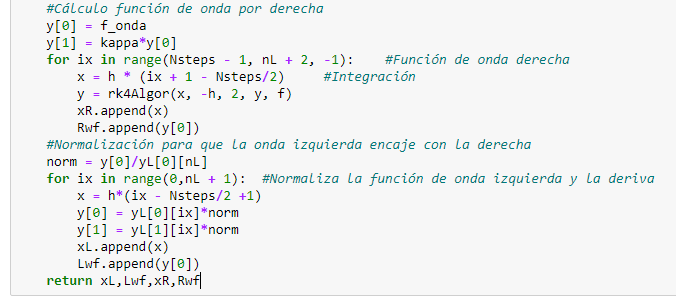 #Cálculo función de onda por derecha
y[0] = f_onda
y[1] = kappa*y[0]
for ix in range(Nsteps - 1, nL + 2, -1):    #Función de onda derecha
    x = h * (ix + 1 - Nsteps/2)     #Integración
    y = rk4Algor(x, -h, 2, y, f)
    xR.append(x)
    Rwf.append(y[0])
#Normalización para que la onda izquierda encaje con la derecha
norm = y[0]/yL[0][nL]
for ix in range(0,nL + 1):  #Normaliza la función de onda izquierda y la deriva
    x = h*(ix - Nsteps/2 +1)
    y[0] = yL[0][ix]*norm
    y[1] = yL[1][ix]*norm
    xL.append(x)
    Lwf.append(y[0])
return xL,Lwf,xR,Rwf